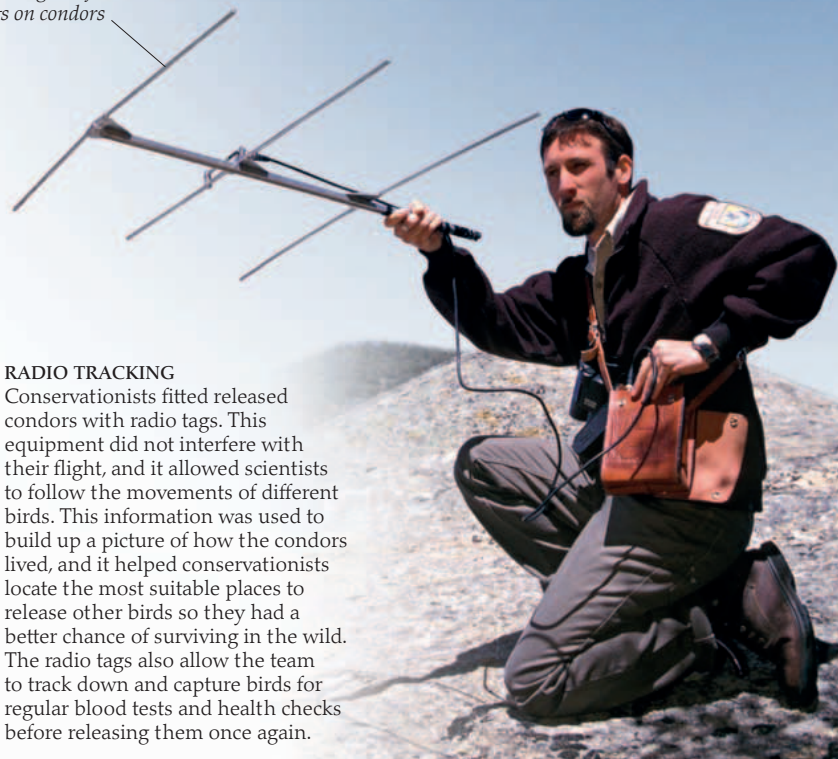 on condors
RADIO TRACKING
Conservationists fitted released
condors with radio tags. This
equipment did not interfere with
their flight, and it allowed scientists
to follow the movements of different
birds. This information was used to
build up a picture of how the condors
lived, and it helped conservationists
locate the most suitable places to
release other birds so they had a
better chance of surviving in the wild.
The radio tags also allow the team
to track down and capture birds for
regular blood tests and health checks
before releasing them once again.